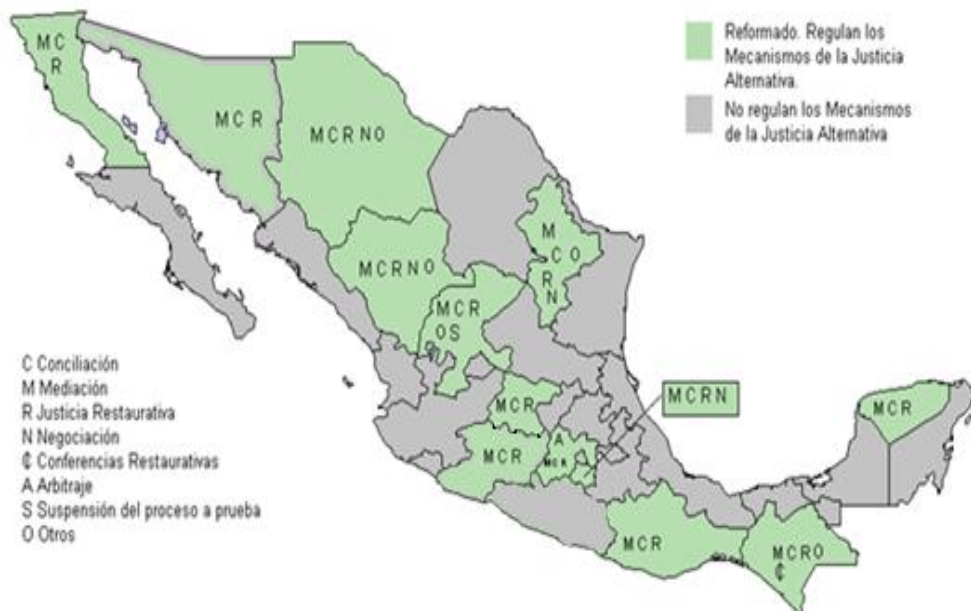 Reformado. Regulan los
Mecanismos de la Justicia
Alternativa.
No regulan los Mecanismos
de la Justicia Alternativa
M C
R
M C R
M C R N O
M
C O
R
N
M C R N O
M C R
O S
M C R N
M C R
M C R
M C R
A
M C R
M C R
M C R O
₵
C Conciliación
M Mediación
R Justicia Restaurativa
N Negociación
₵ Conferencias Restaurativas
A Arbitraje
S Suspensión del proceso a prueba
O Otros